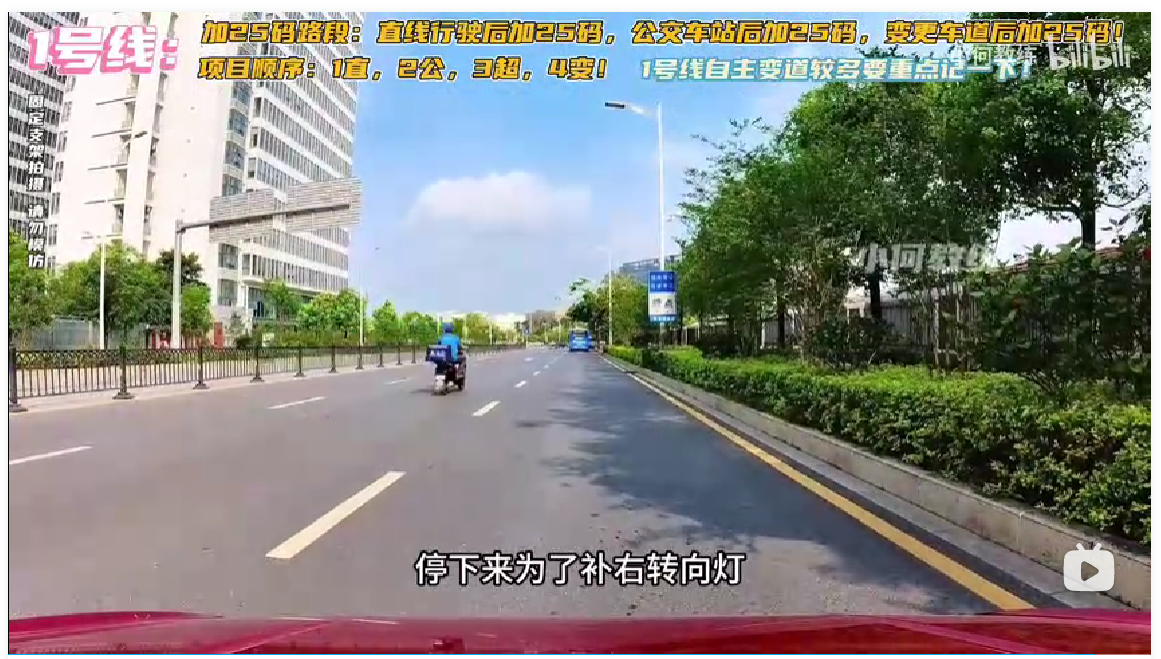 1号线：
加25码路段：直线行驶后加25码，公交车站后加25码，变更车道后加25码！
项目顺序：1直，2公，3超，4变！ 1号线自主变道较多要重点记一下！
bilibili
固定支架拍摄 请勿模仿
小何教练
停下来为了补右转向灯